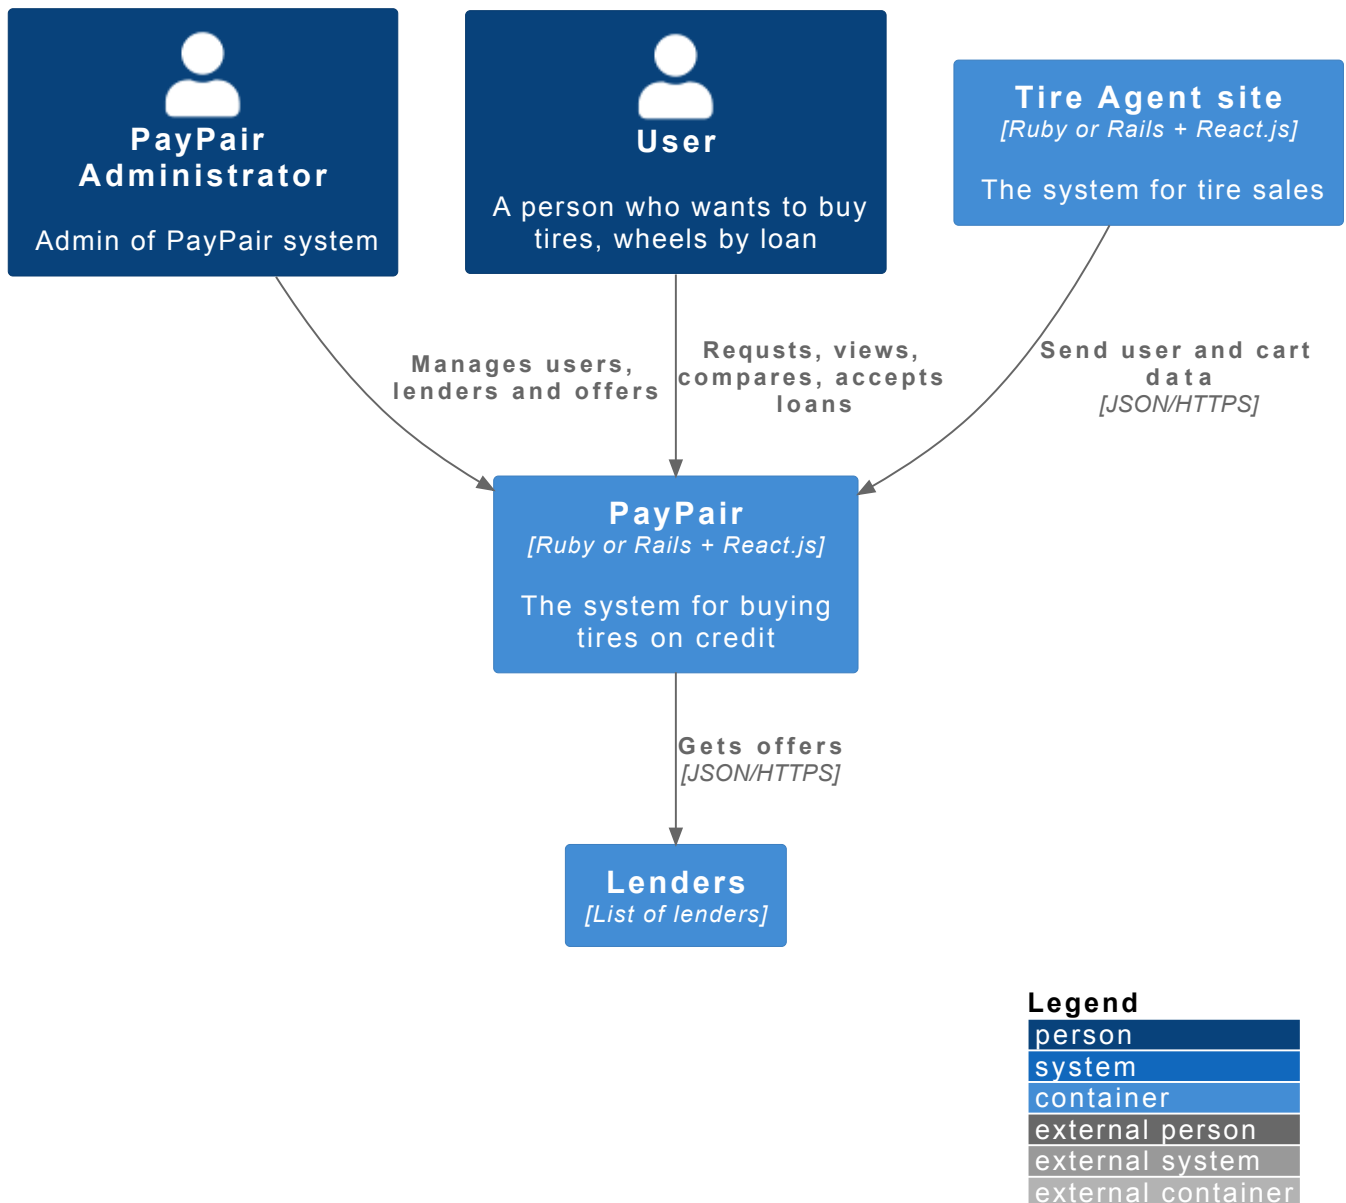 PayPair
Administrator
Admin of PayPair system
User
A person who wants to buy
tires, wheels by loan
Tire Agent site
[Ruby or Rails + React.js]
The system for tire sales
Manages users,
lenders and offers
Requsts, views,
compares, accepts
loans
Send user and cart
data
[JSON/HTTPS]
PayPair
[Ruby or Rails + React.js]
The system for buying
tires on credit
Gets offers
[JSON/HTTPS]
Lenders
[List of lenders]
Legend
person
system
container
external person
external system
external container